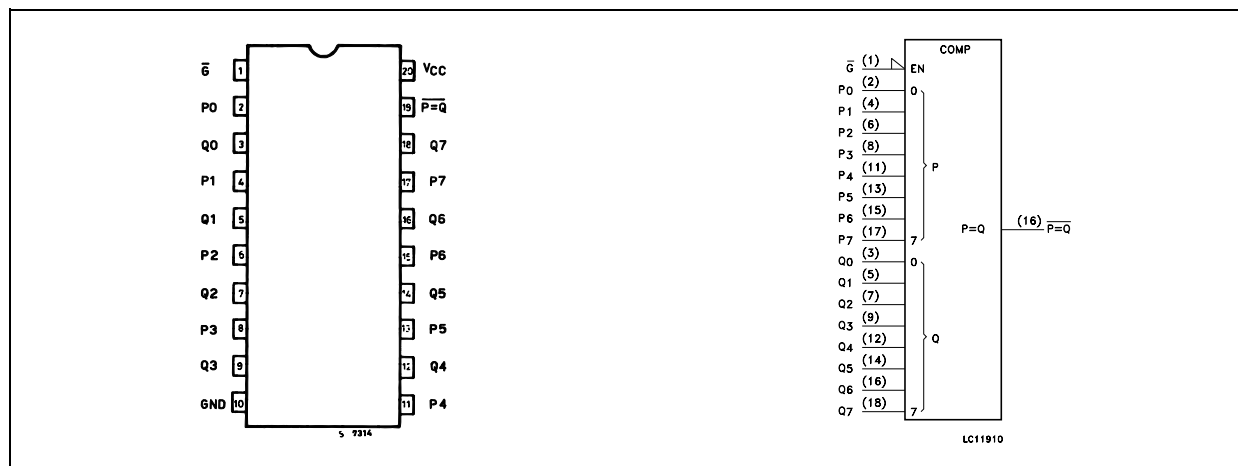 G̅ 1 20 VCC
P0 2 19 P̅=̅Q̅
Q0 3 18 Q7
P1 4 17 P7
Q1 5 16 Q6
P2 6 15 P6
Q2 7 14 Q5
P3 8 13 P5
Q3 9 12 Q4
GND 10 11 P4
S 7314
COMP
G̅ (1) EN
P0 (2) 0
P1 (4)
P2 (6)
P3 (8)
P4 (11) P
P5 (13)
P6 (15)
P7 (17) 7
P=Q (16) P̅=̅Q̅
Q0 (3) 0
Q1 (5)
Q2 (7)
Q3 (9)
Q4 (12) Q
Q5 (14)
Q6 (16)
Q7 (18) 7
LC11910